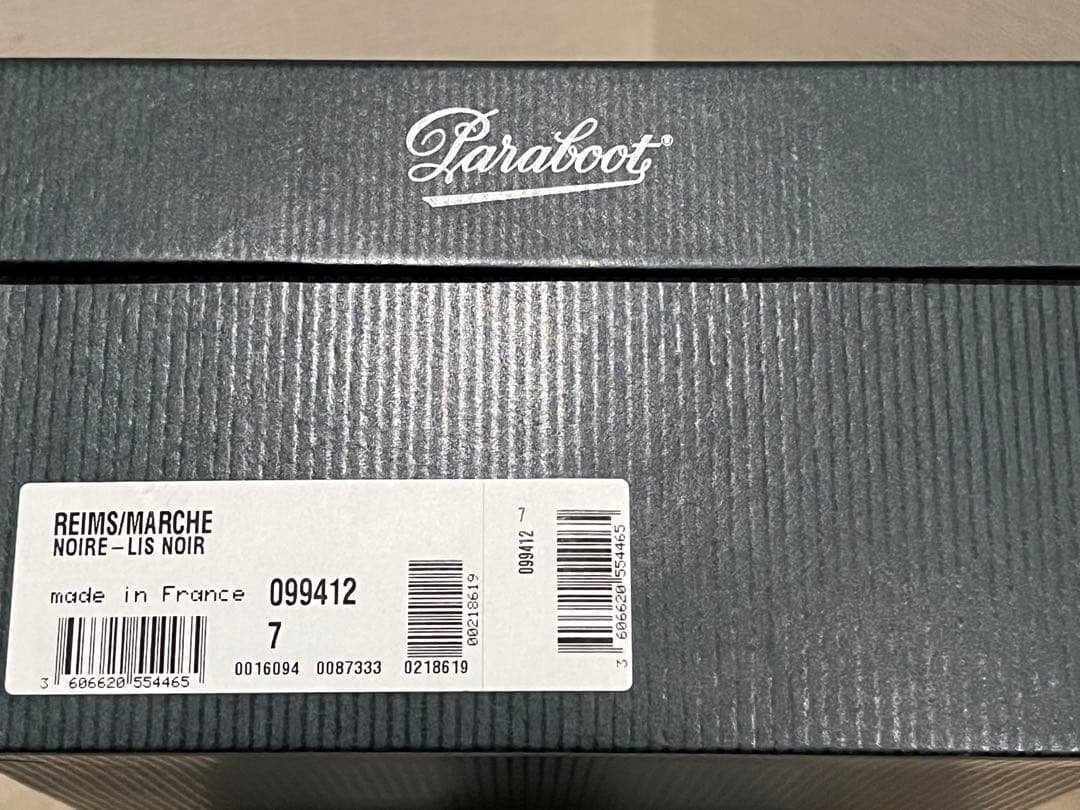 Paraboot®
REIMS/MARCHE
NOIRE-LIS NOIR
made in France 099412
7
0016094 0087333 0218619
3 606620 554465
00218619
7
099412
3 606620 554465